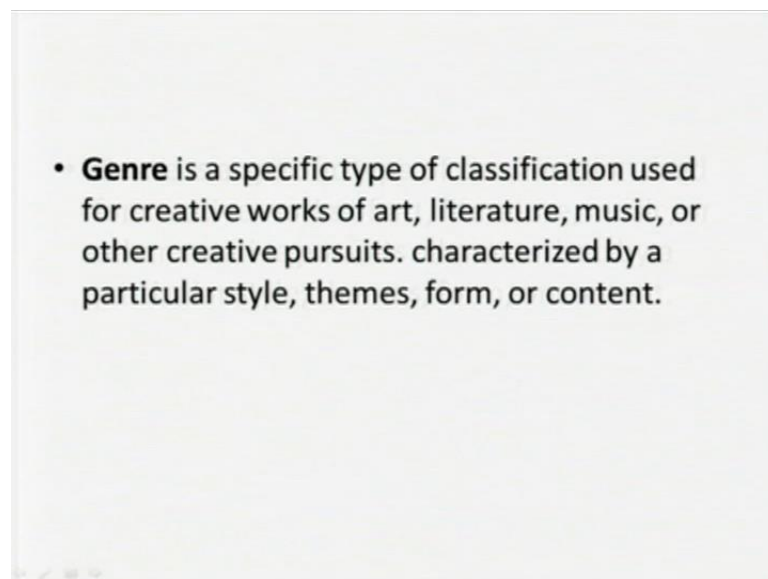 • Genre is a specific type of classification used
for creative works of art, literature, music, or
other creative pursuits. characterized by a
particular style, themes, form, or content.